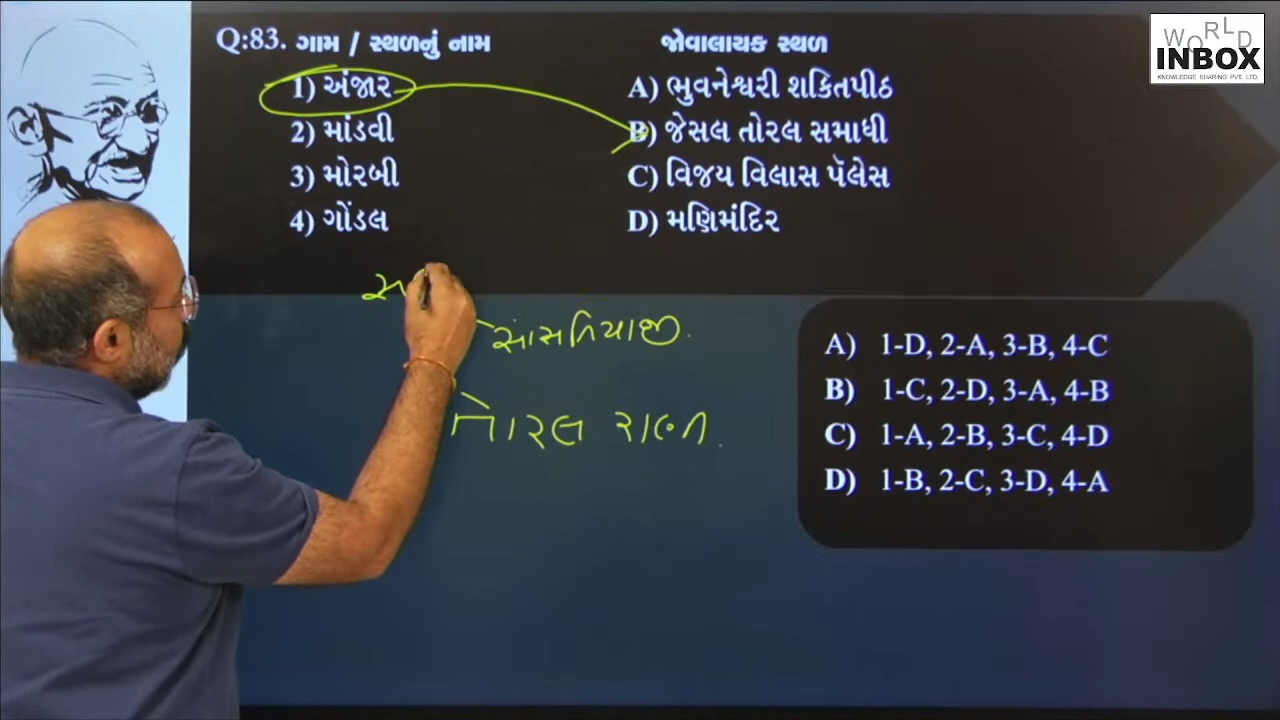 Q:83. ગામ / સ્થળનું નામ જોવાલાયક સ્થળ
1) અંજાર A) ભુવનેશ્વરી શકિતપીઠ
2) માંડવી B) જેસલ તોરલ સમાધી
3) મોરબી C) વિજય વિલાસ પૅલેસ
4) ગોંડલ D) મણિમંદિર
સાંસતિયાજી.
તોરલ
A) 1-D, 2-A, 3-B, 4-C
B) 1-C, 2-D, 3-A, 4-B
C) 1-A, 2-B, 3-C, 4-D
D) 1-B, 2-C, 3-D, 4-A
WORLD
INBOX
KNOWLEDGE SHARING PVT. LTD.